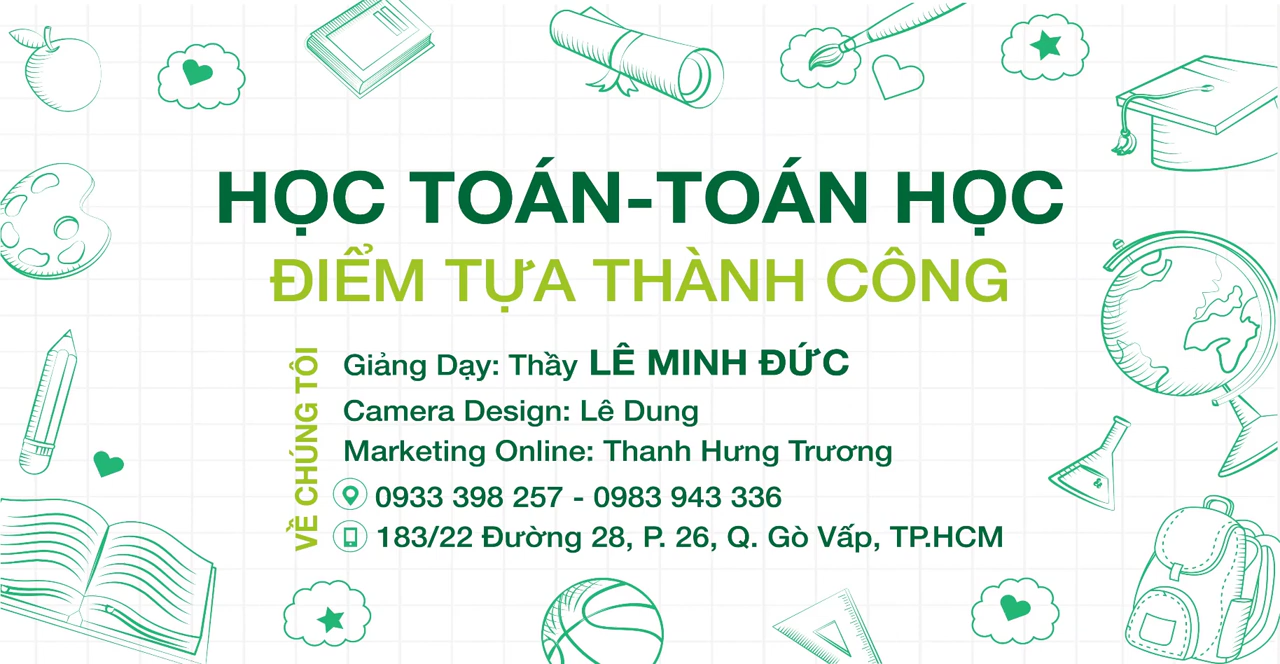 HỌC TOÁN-TOÁN HỌC
ĐIỂM TỰA THÀNH CÔNG
VỀ CHÚNG TÔI
Giảng Dạy: Thầy LÊ MINH ĐỨC
Camera Design: Lê Dung
Marketing Online: Thanh Hưng Trương
0933 398 257 - 0983 943 336
183/22 Đường 28, P. 26, Q. Gò Vấp, TP.HCM